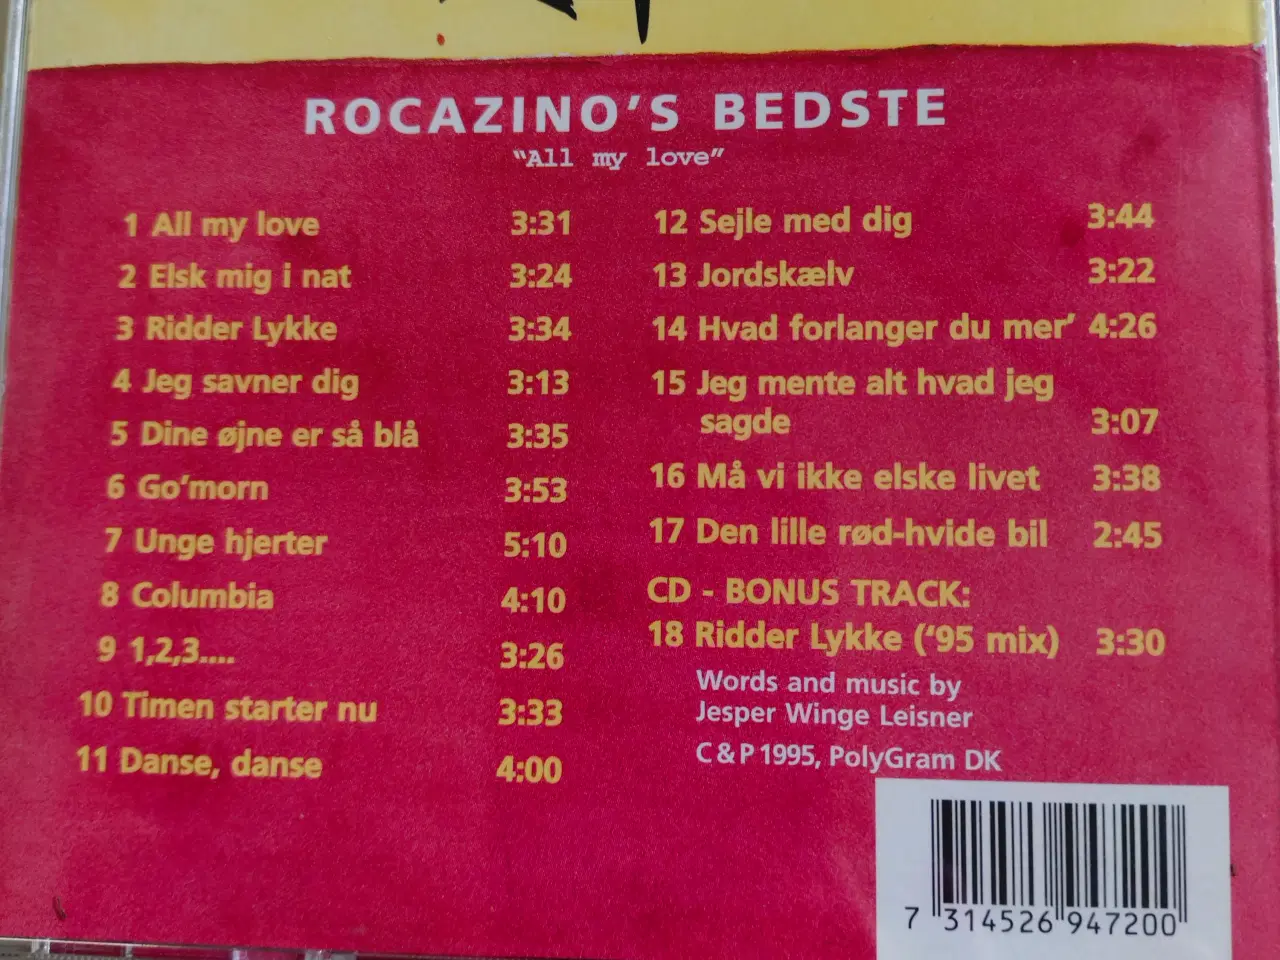 ROCAZINO'S BEDSTE
"All my love"
1 All my love 3:31
2 Elsk mig i nat 3:24
3 Ridder Lykke 3:34
4 Jeg savner dig 3:13
5 Dine øjne er så blå 3:35
6 Go'morn 3:53
7 Unge hjerter 5:10
8 Columbia 4:10
9 1,2,3.... 3:26
10 Timen starter nu 3:33
11 Danse, danse 4:00
12 Sejle med dig 3:44
13 Jordskælv 3:22
14 Hvad forlanger du mer' 4:26
15 Jeg mente alt hvad jeg
sagde 3:07
16 Må vi ikke elske livet 3:38
17 Den lille rød-hvide bil 2:45
CD - BONUS TRACK:
18 Ridder Lykke ('95 mix) 3:30
Words and music by
Jesper Winge Leisner
C & P 1995, PolyGram DK
7 314526 947200